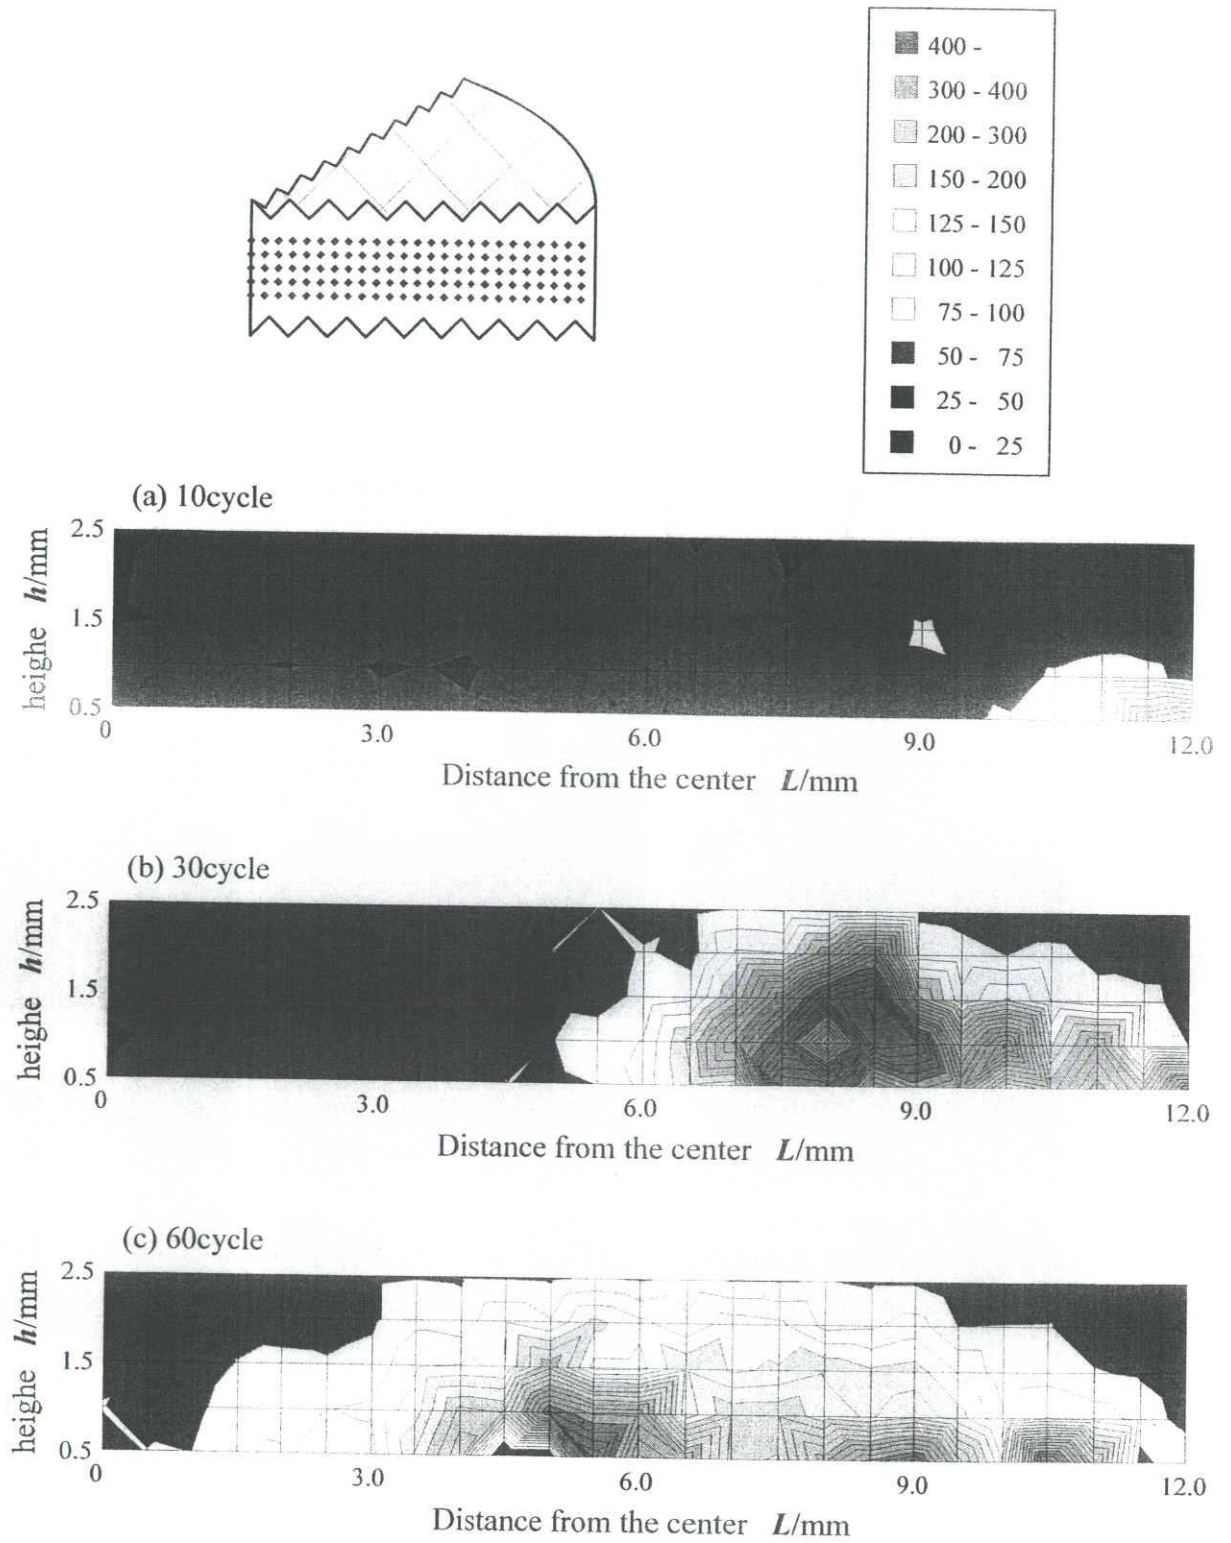 400 -
300 - 400
200 - 300
150 - 200
125 - 150
100 - 125
75 - 100
50 - 75
25 - 50
0 - 25
(a) 10cycle
2.5
1.5
0.5
heighe h/mm
0
3.0
6.0
9.0
12.0
Distance from the center L/mm
(b) 30cycle
2.5
1.5
0.5
heighe h/mm
0
3.0
6.0
9.0
12.0
Distance from the center L/mm
(c) 60cycle
2.5
1.5
0.5
heighe h/mm
0
3.0
6.0
9.0
12.0
Distance from the center L/mm